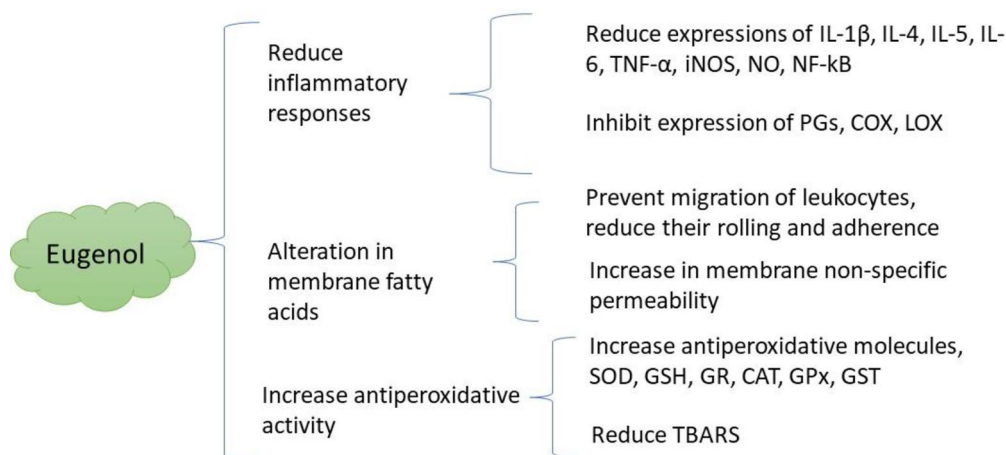 Eugenol
Reduce
inflammatory
responses
Reduce expressions of IL-1β, IL-4, IL-5, IL-
6, TNF-α, iNOS, NO, NF-kB
Inhibit expression of PGs, COX, LOX
Alteration in
membrane fatty
acids
Prevent migration of leukocytes,
reduce their rolling and adherence
Increase in membrane non-specific
permeability
Increase antiperoxidative
activity
Increase antiperoxidative molecules,
SOD, GSH, GR, CAT, GPx, GST
Reduce TBARS